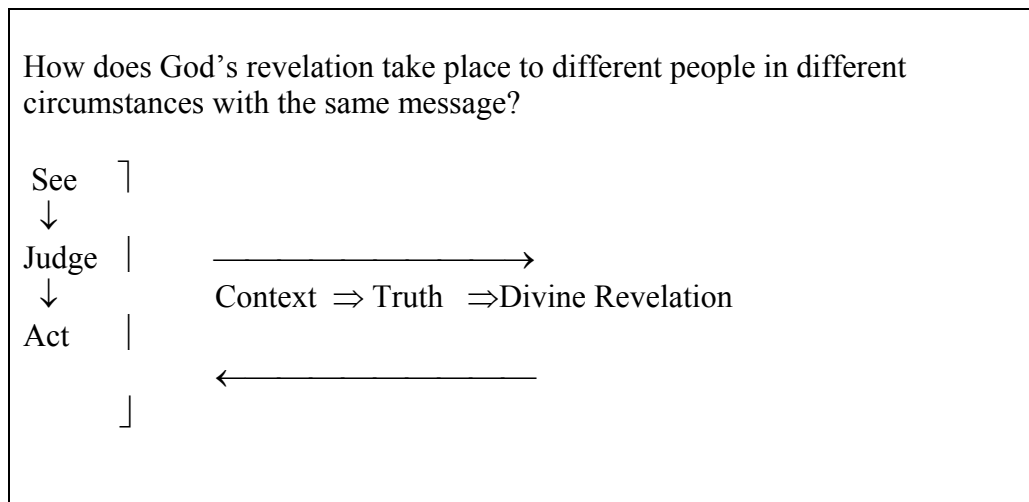 How does God’s revelation take place to different people in different
circumstances with the same message?
See
↓
Judge
↓
Context ⇒ Truth ⇒Divine Revelation
Act